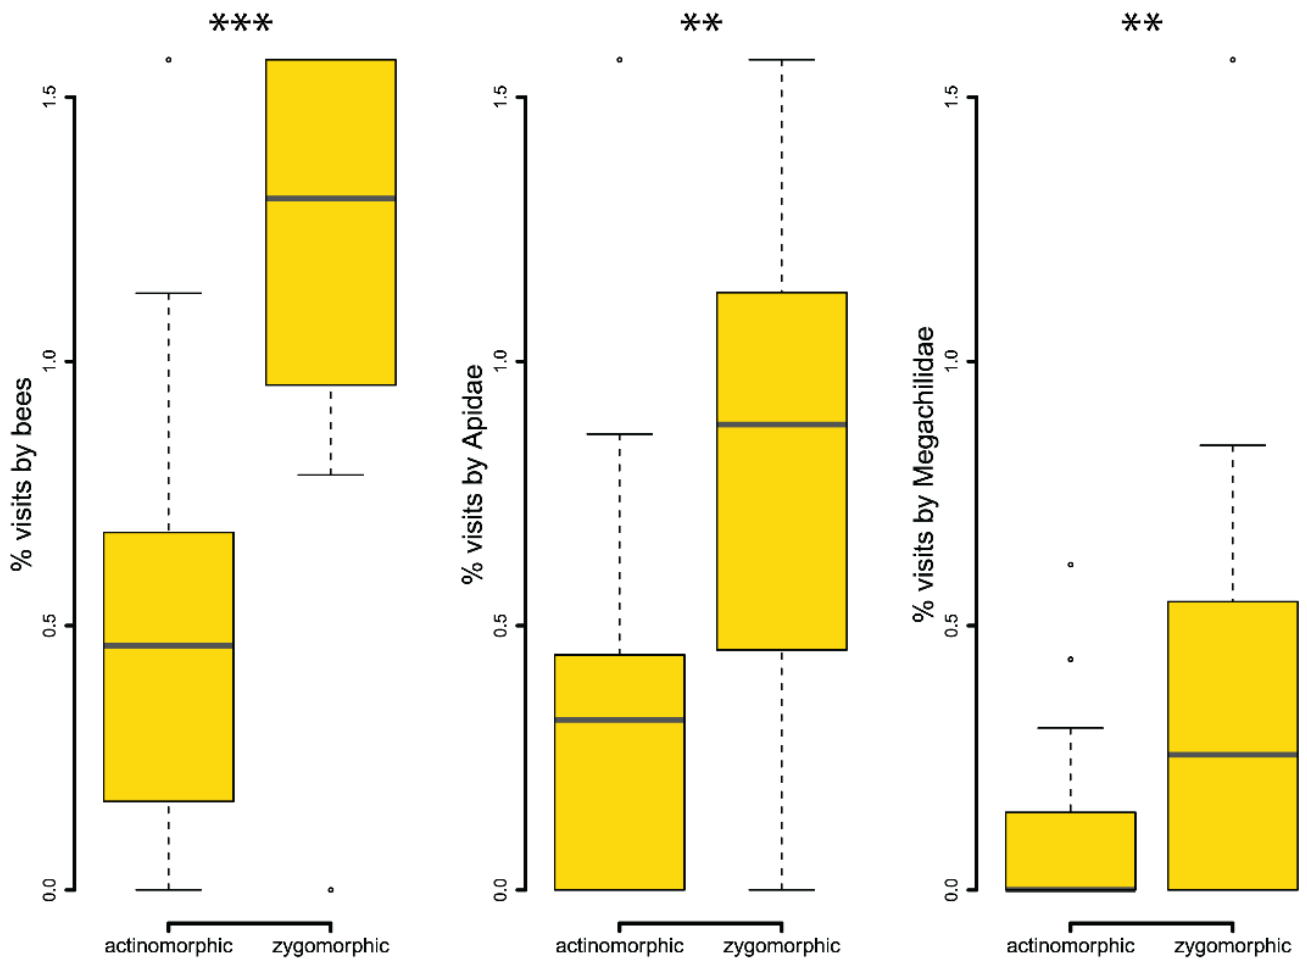 ***
% visits by bees
1.5
1.0
0.5
0.0
actinomorphic
zygomorphic
**
% visits by Apidae
1.5
1.0
0.5
0.0
actinomorphic
zygomorphic
**
% visits by Megachilidae
1.5
1.0
0.5
0.0
actinomorphic
zygomorphic